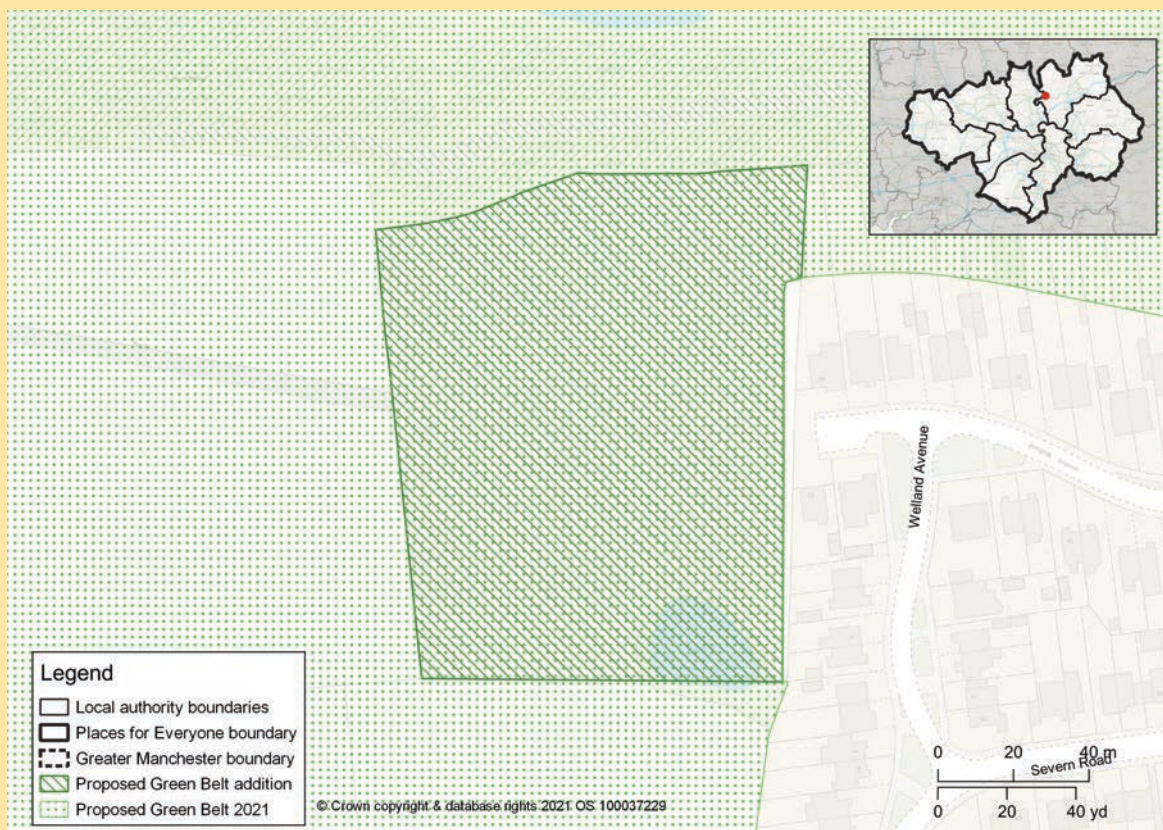 Welland Avenue
Legend
Local authority boundaries
Places for Everyone boundary
Greater Manchester boundary
Proposed Green Belt addition
Proposed Green Belt 2021
© Crown copyright & database rights 2021 OS 100037229
0 20 40 m
Severn Road
0 20 40 yd